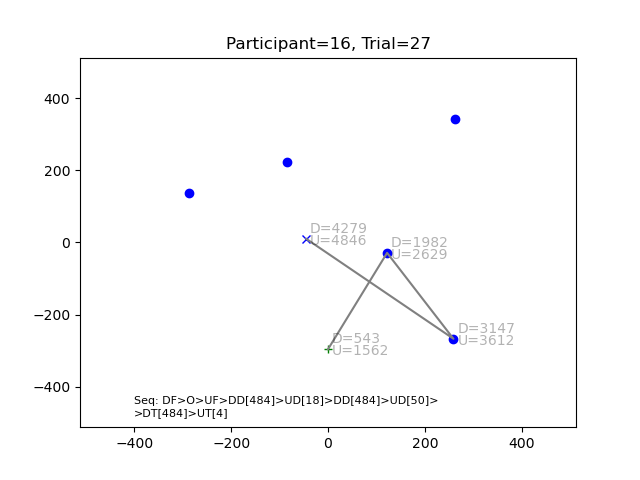 Participant=16, Trial=27
400
200
0
−200
−400
D=4279
U=4846
D=1982
U=2629
D=543
U=1562
D=3147
U=3612
Seq: DF>O>UF>DD[484]>UD[18]>DD[484]>UD[50]>
>DT[484]>UT[4]
−400
−200
0
200
400